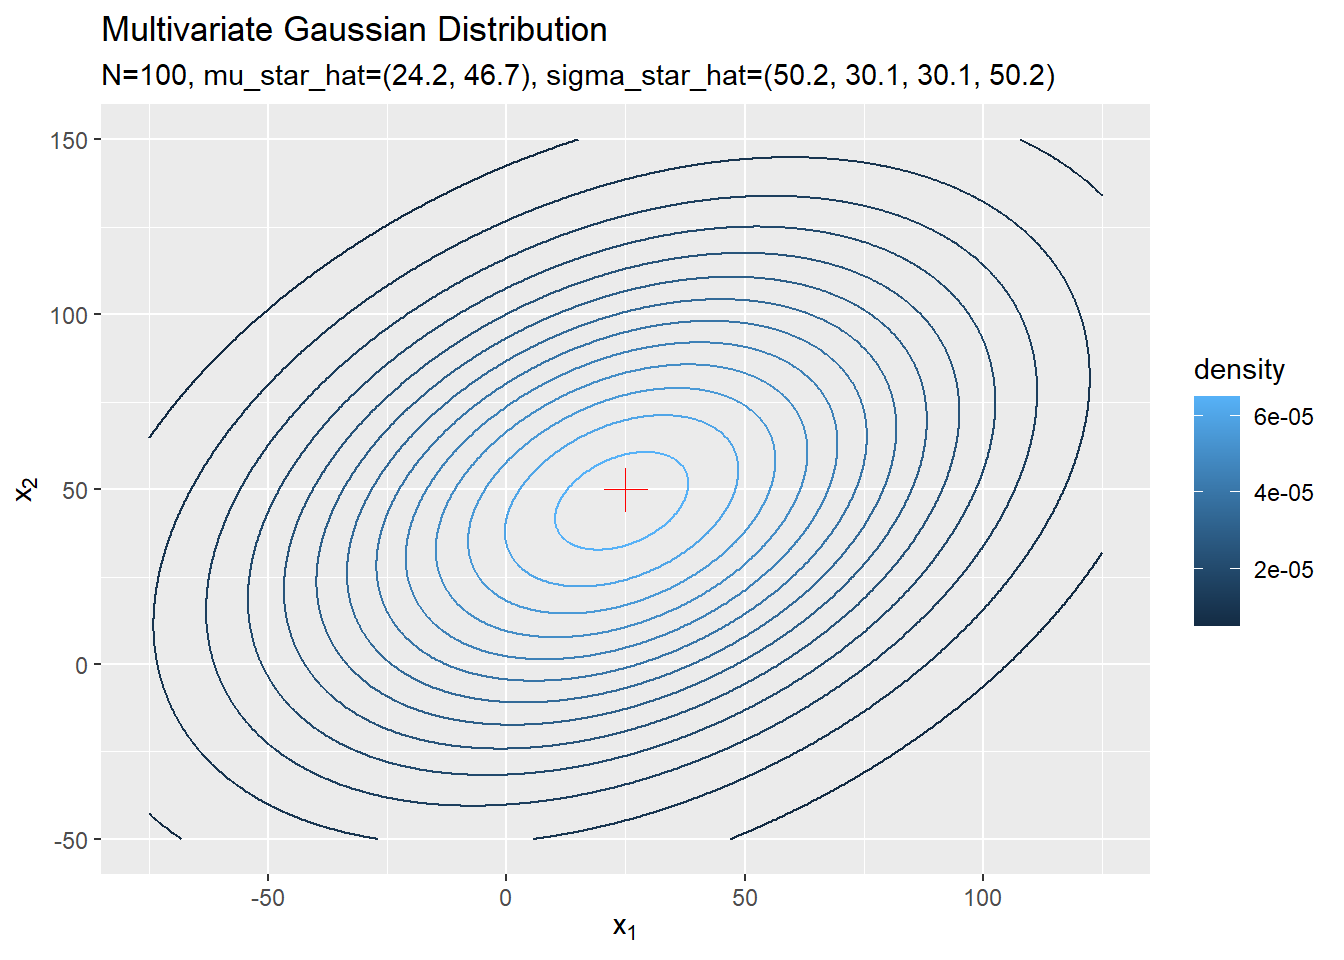 Multivariate Gaussian Distribution
N=100, mu_star_hat=(24.2, 46.7), sigma_star_hat=(50.2, 30.1, 30.1, 50.2)
150
100
50
0
-50
x₂
-50 0 50 100
x₁
density
6e-05
4e-05
2e-05